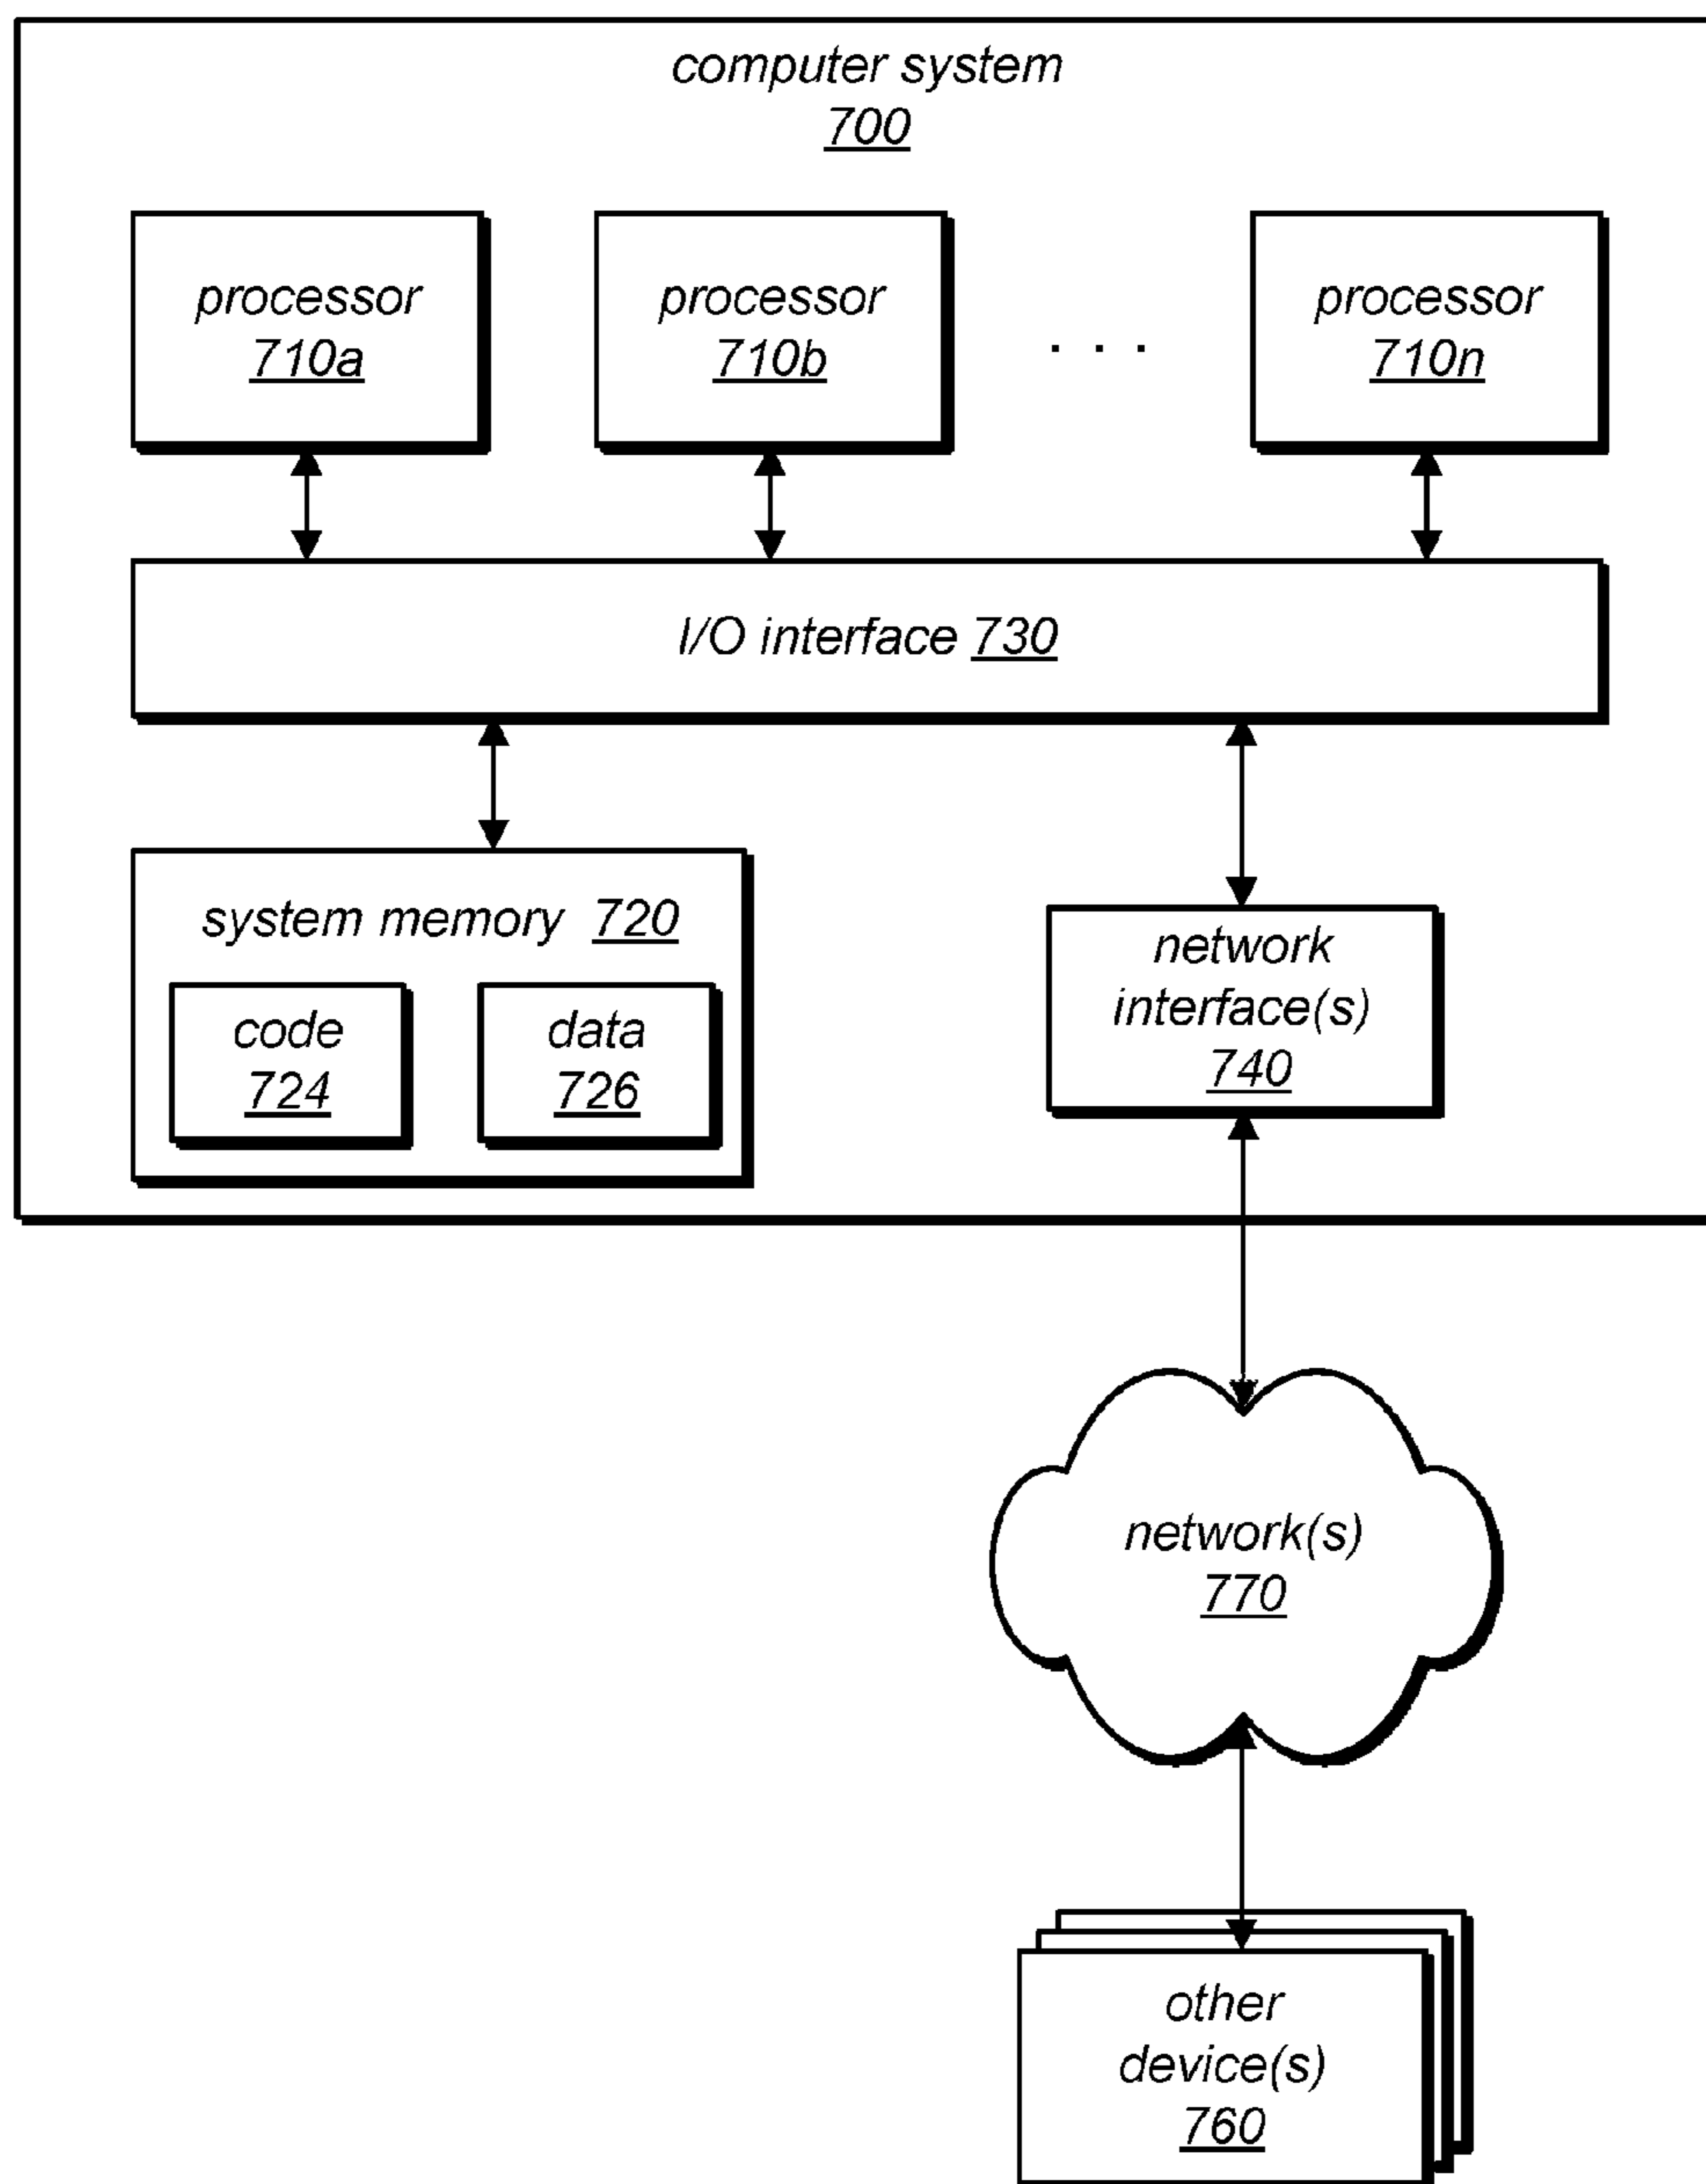 computer system
700
processor
710a
processor
710b
. . .
processor
710n
I/O interface 730
system memory 720
code
724
data
726
network
interface(s)
740
network(s)
770
other
device(s)
760